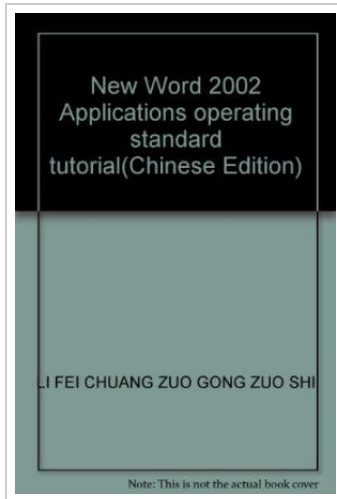 New Word 2002
Applications operating
standard
tutorial(Chinese Edition)
LI FEI CHUANG ZUO GONG ZUO SHI
Note: This is not the actual book cover